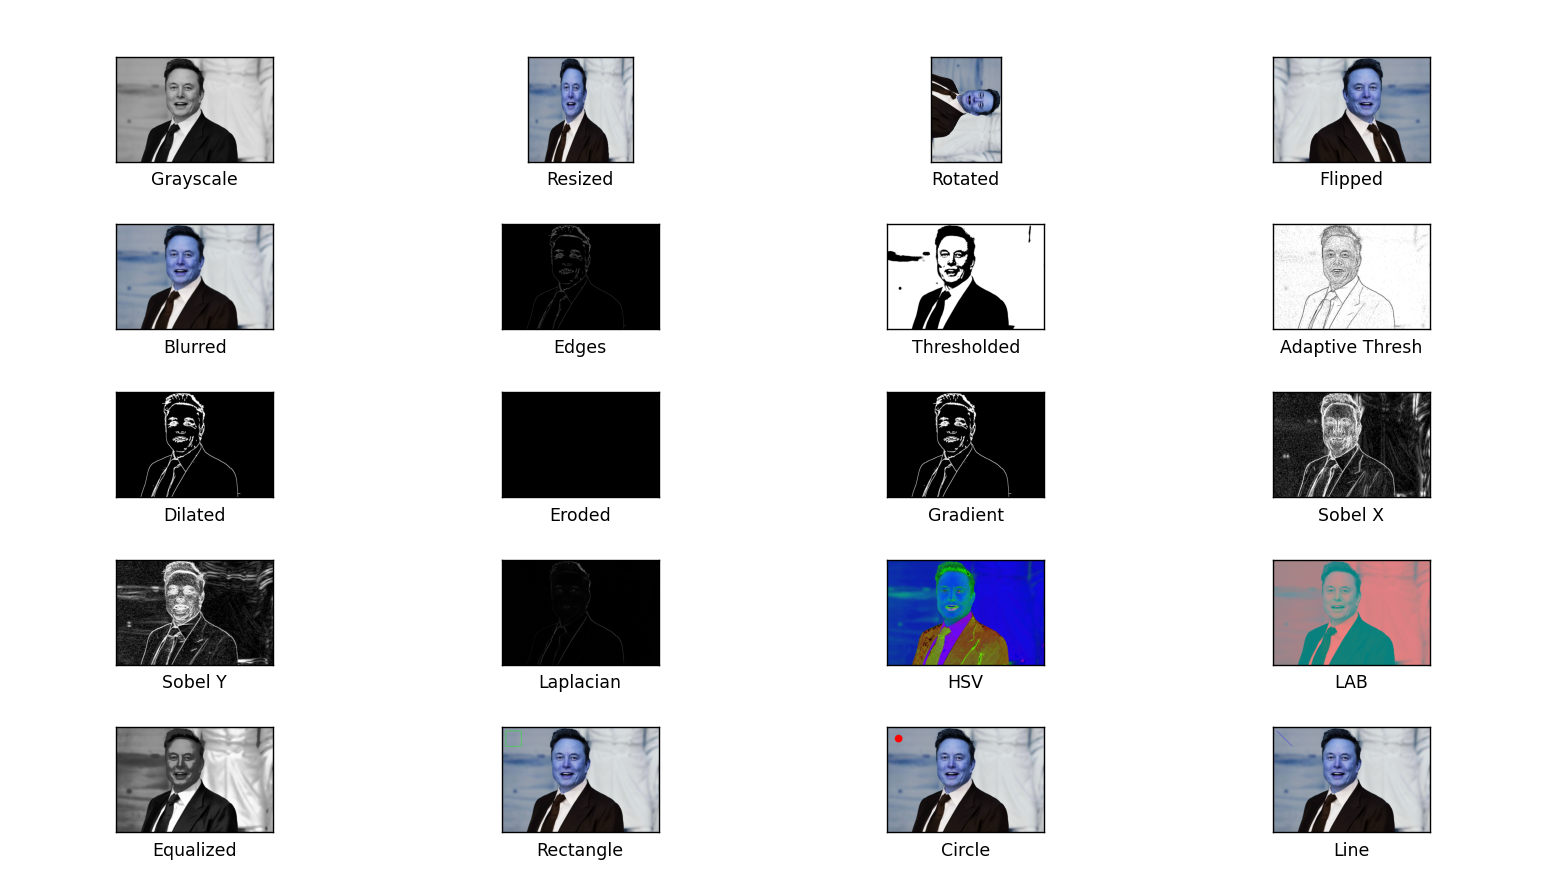 Grayscale
Resized
Rotated
Flipped
Blurred
Edges
Thresholded
Adaptive Thresh
Dilated
Eroded
Gradient
Sobel X
Sobel Y
Laplacian
HSV
LAB
Equalized
Rectangle
Circle
Line